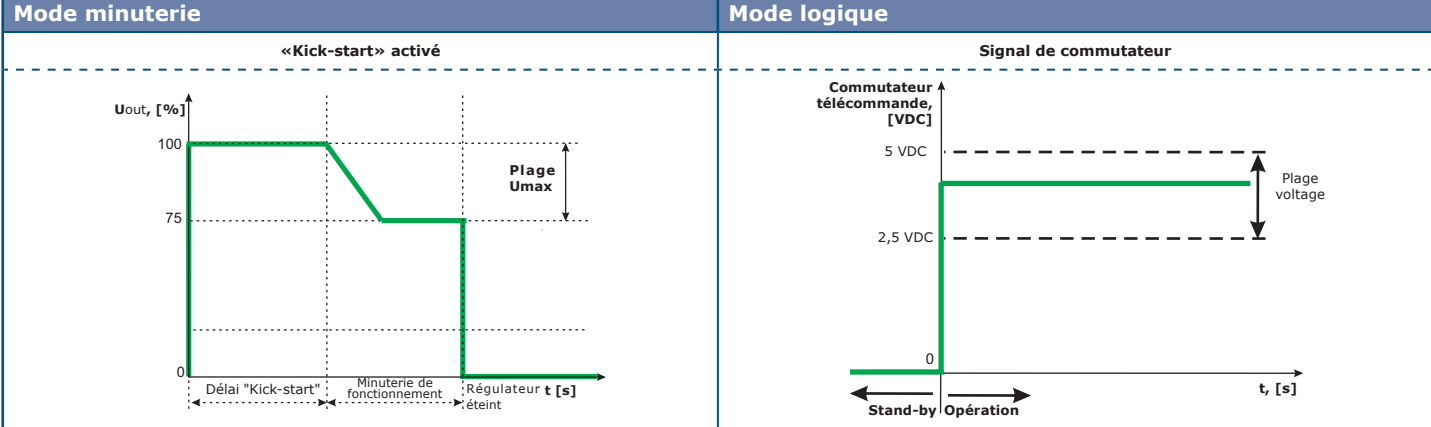 Mode minuterie
Mode logique
«Kick-start» activé
Signal de commutateur
Uout, [%]
100
75
0
Plage
Umax
Délai "Kick-start"
Minuterie de
fonctionnement
Régulateur
éteint
t [s]
Commutateur
télécommande,
[VDC]
5 VDC
2,5 VDC
0
Plage
voltage
t, [s]
Stand-by
Opération